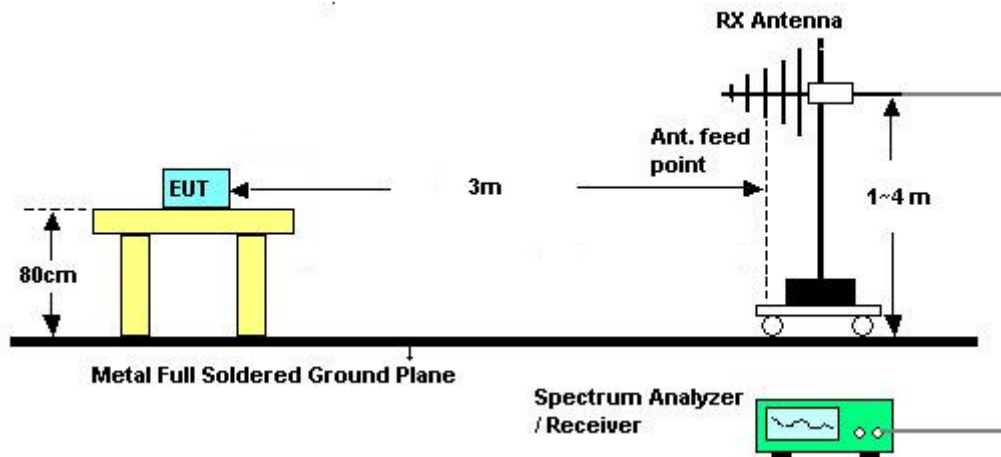 RX Antenna
Ant. feed
point
EUT
3m
1~4 m
80cm
Metal Full Soldered Ground Plane
Spectrum Analyzer
/ Receiver